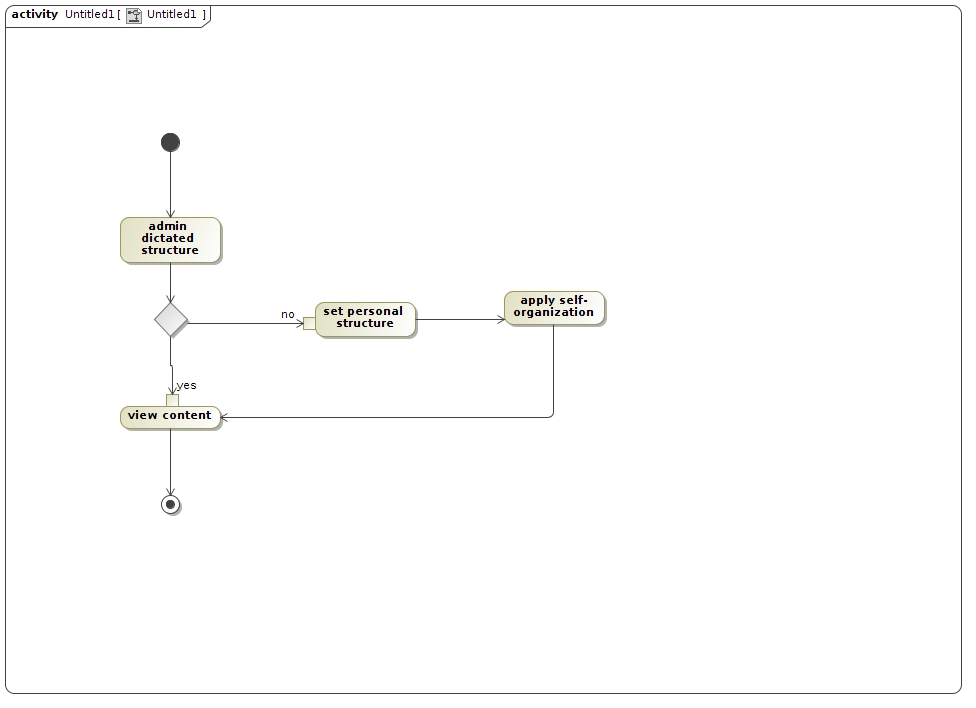 activity Untitled1 [ Untitled1 ]
admin
dictated
structure
no
set personal
structure
apply self-
organization
yes
view content